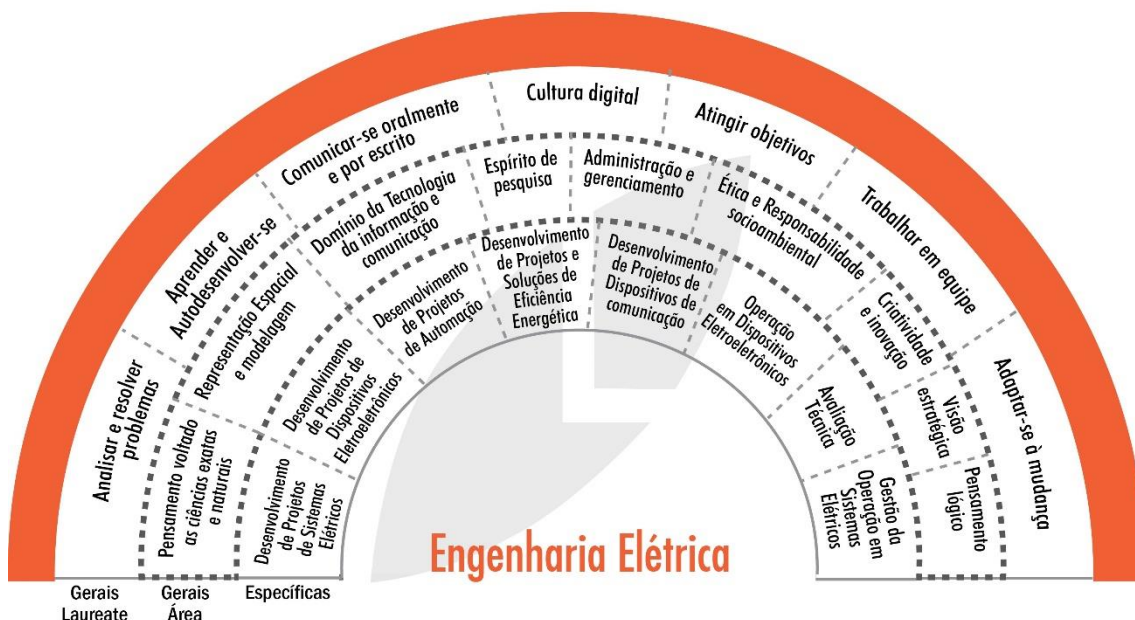 Analisar e resolver
problemas
Aprender e
Autodesenvolver-se
Comunicar-se oralmente
e por escrito
Cultura digital
Atingir objetivos
Trabalhar em equipe
Adaptar-se à mudança
Pensamento voltado
as ciências exatas
e naturais
Representação Espacial
e modelagem
Domínio da Tecnologia
da informação e
comunicação
Espírito de
pesquisa
Administração e
gerenciamento
Ética e Responsabilidade
socioambiental
Criatividade
e inovação
Visão
estratégica
Pensamento
lógico
Desenvolvimento
de Projetos
de Sistemas
Elétricos
Desenvolvimento
de Projetos de
Dispositivos
Eletroeletrônicos
Desenvolvimento
de Projetos
de Automação
Desenvolvimento
de Projetos e
Soluções de
Eficiência
Energética
Desenvolvimento
de Projetos de
Dispositivos de
comunicação
Operação
em Dispositivos
Eletroeletrônicos
Avaliação
Técnica
Gestão da
Operação em
Sistemas
Elétricos
Engenharia Elétrica
Gerais
Laureate
Gerais
Área
Específicas